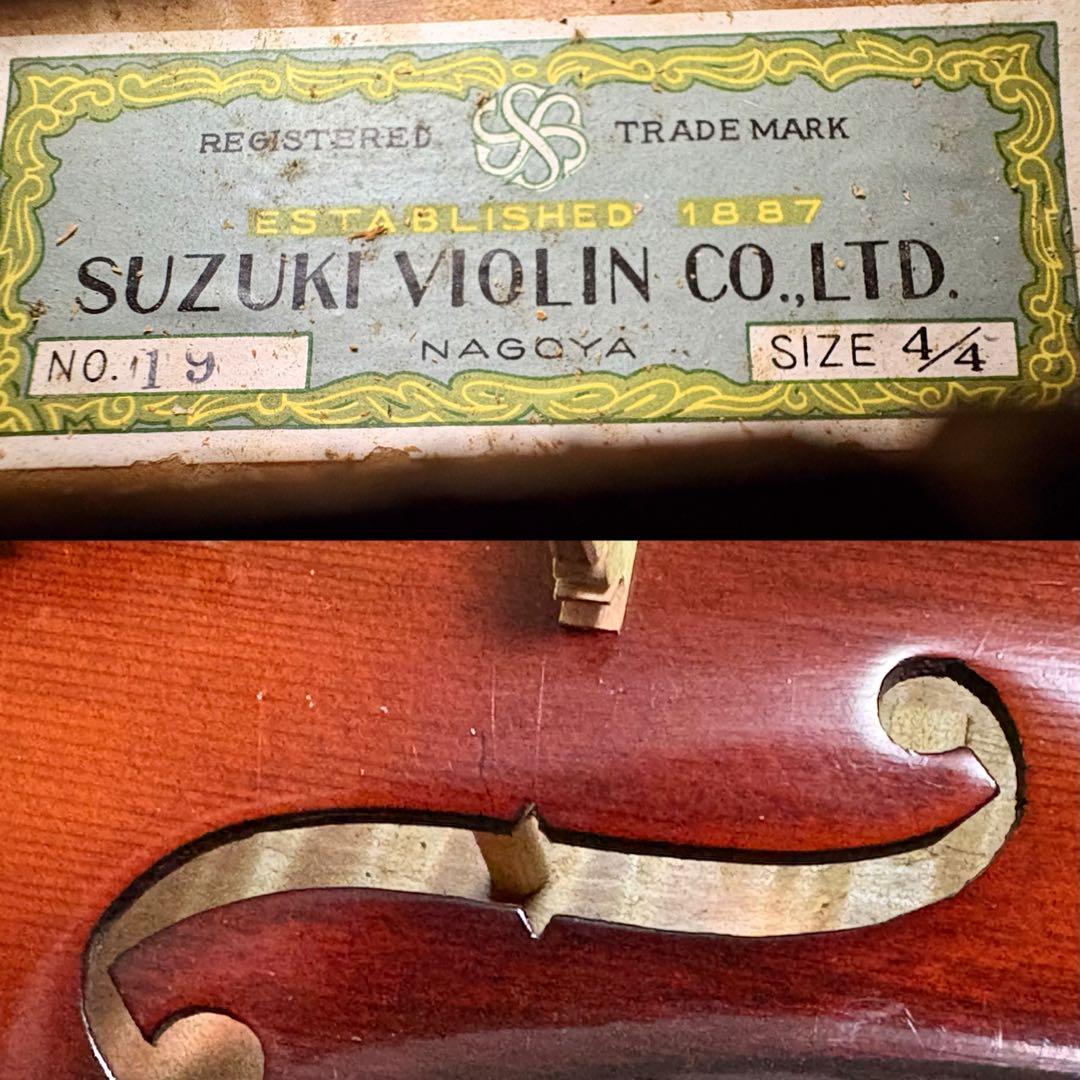 REGISTERED TRADE MARK
ESTABLISHED 1887
SUZUKI VIOLIN CO.,LTD.
NO. 19 NAGOYA SIZE 4/4